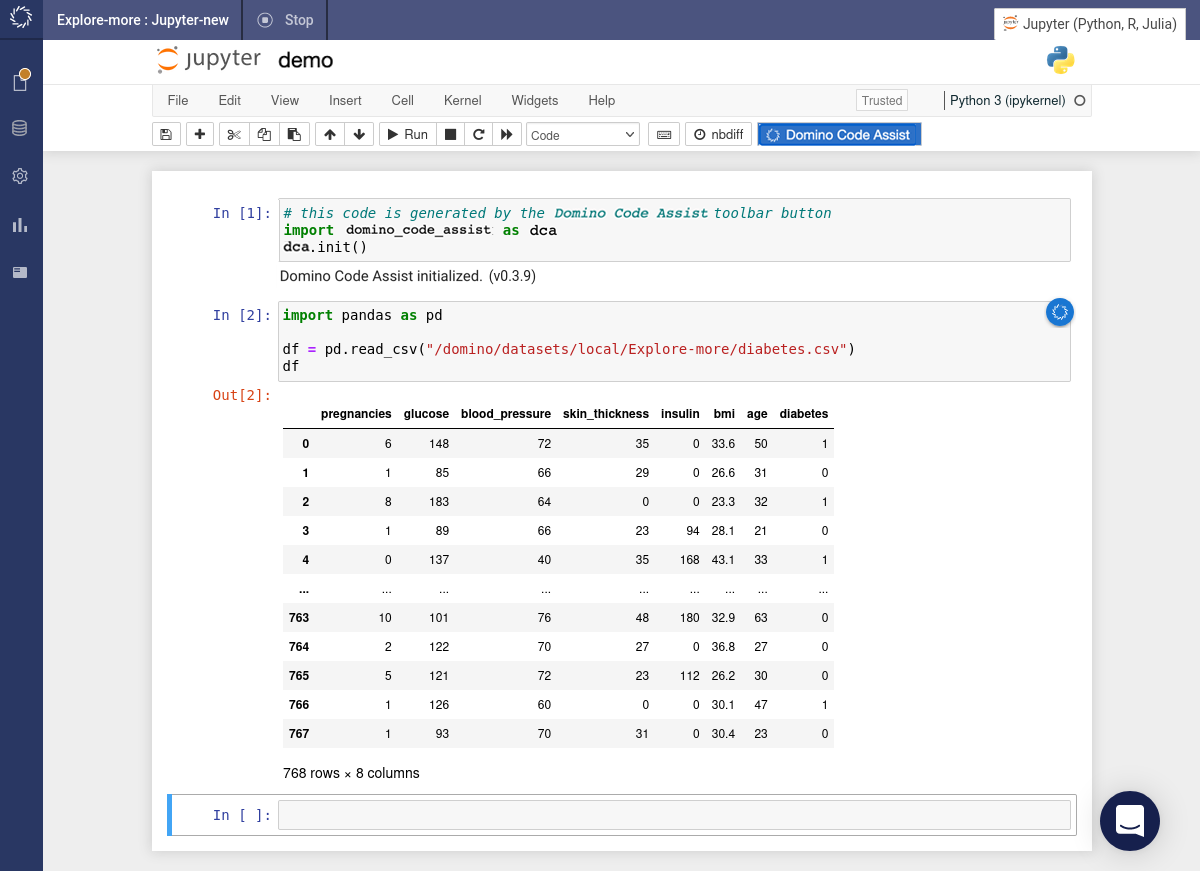 Explore-more : Jupyter-new Stop
Jupyter (Python, R, Julia)
jupyter demo
File Edit View Insert Cell Kernel Widgets Help Trusted Python 3 (ipykernel)
Run Code nbdiff Domino Code Assist
In [1]: # this code is generated by the Domino Code Assist toolbar button
import domino_code_assist as dca
dca.init()
Domino Code Assist initialized. (v0.3.9)
In [2]: import pandas as pd
df = pd.read_csv("/domino/datasets/local/Explore-more/diabetes.csv")
df
Out[2]:
pregnancies glucose blood_pressure skin_thickness insulin bmi age diabetes
0 6 148 72 35 0 33.6 50 1
1 1 85 66 29 0 26.6 31 0
2 8 183 64 0 0 23.3 32 1
3 1 89 66 23 94 28.1 21 0
4 0 137 40 35 168 43.1 33 1
... ... ... ... ... ... ... ... ...
763 10 101 76 48 180 32.9 63 0
764 2 122 70 27 0 36.8 27 0
765 5 121 72 23 112 26.2 30 0
766 1 126 60 0 0 30.1 47 1
767 1 93 70 31 0 30.4 23 0
768 rows × 8 columns
In [ ]: